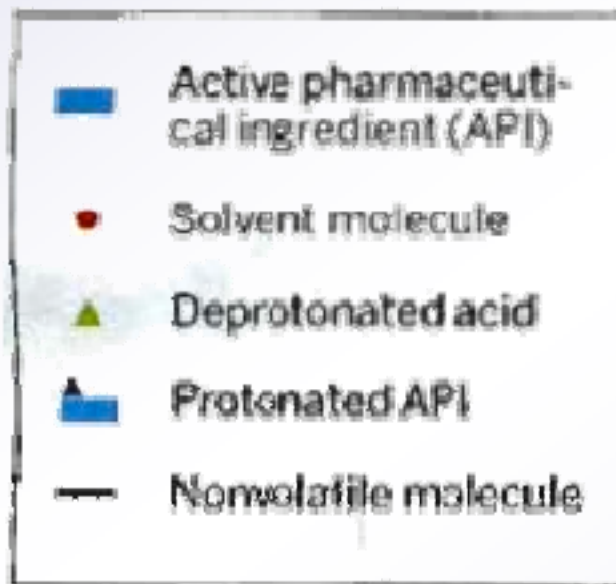 Active pharmaceuti-
cal ingredient (API)
Solvent molecule
Deprotonated acid
Protonated API
Nonvolatile molecule